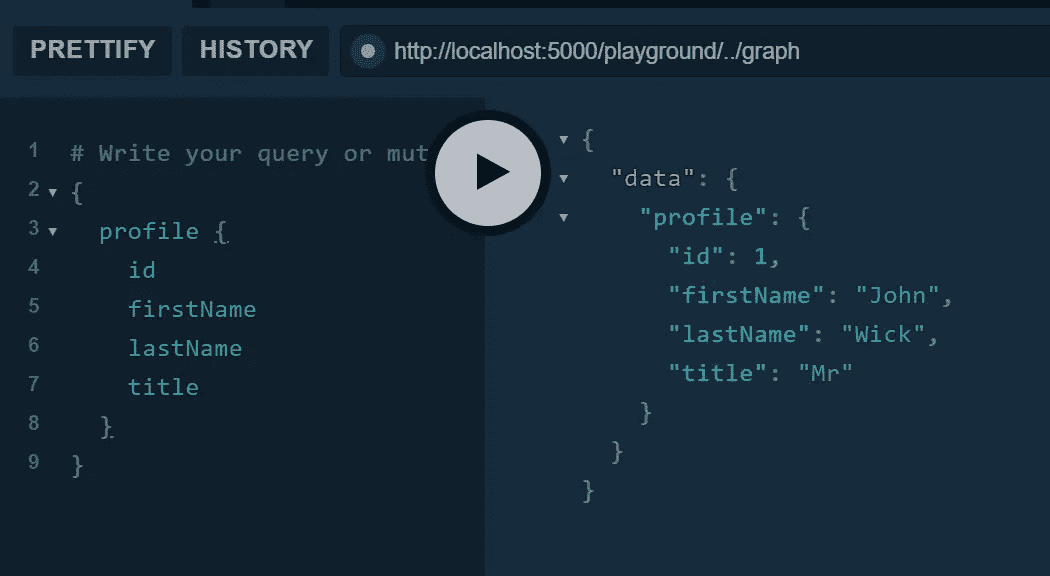 PRETTIFY HISTORY http://localhost:5000/playground/../graph
1 # Write your query or mut
2 {
3 profile {
4 id
5 firstName
6 lastName
7 title
8 }
9 }
{
"data": {
"profile": {
"id": 1,
"firstName": "John",
"lastName": "Wick",
"title": "Mr"
}
}
}